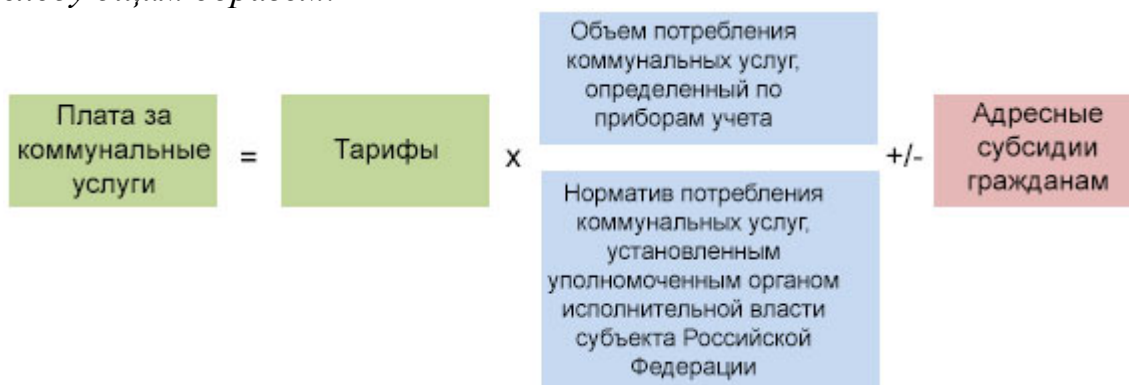 Плата за
коммунальные
услуги
=
Тарифы
x
Объем потребления
коммунальных услуг,
определенный по
приборам учета
Норматив потребления
коммунальных услуг,
установленным
уполномоченным органом
исполнительной власти
субъекта Российской
Федерации
+/-
Адресные
субсидии
гражданам